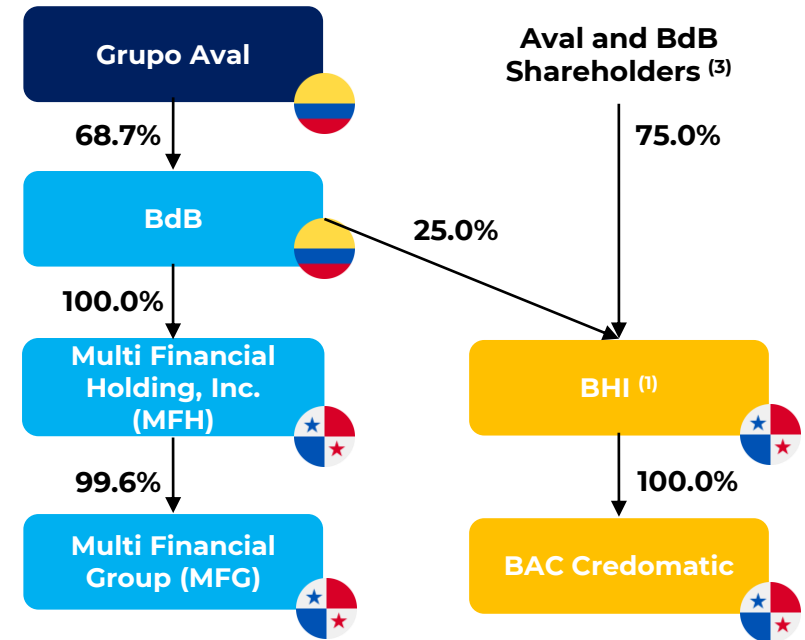 Grupo Aval
Aval and BdB
Shareholders (3)
68.7%
75.0%
BdB
25.0%
100.0%
Multi Financial
Holding, Inc.
(MFH)
BHI (1)
99.6%
100.0%
Multi Financial
Group (MFG)
BAC Credomatic